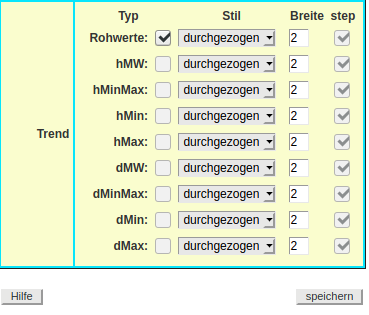 Typ Stil Breite step
Rohwerte: durchgezogen 2
hMW: durchgezogen 2
hMinMax: durchgezogen 2
hMin: durchgezogen 2
Trend
hMax: durchgezogen 2
dMW: durchgezogen 2
dMinMax: durchgezogen 2
dMin: durchgezogen 2
dMax: durchgezogen 2
Hilfe speichern